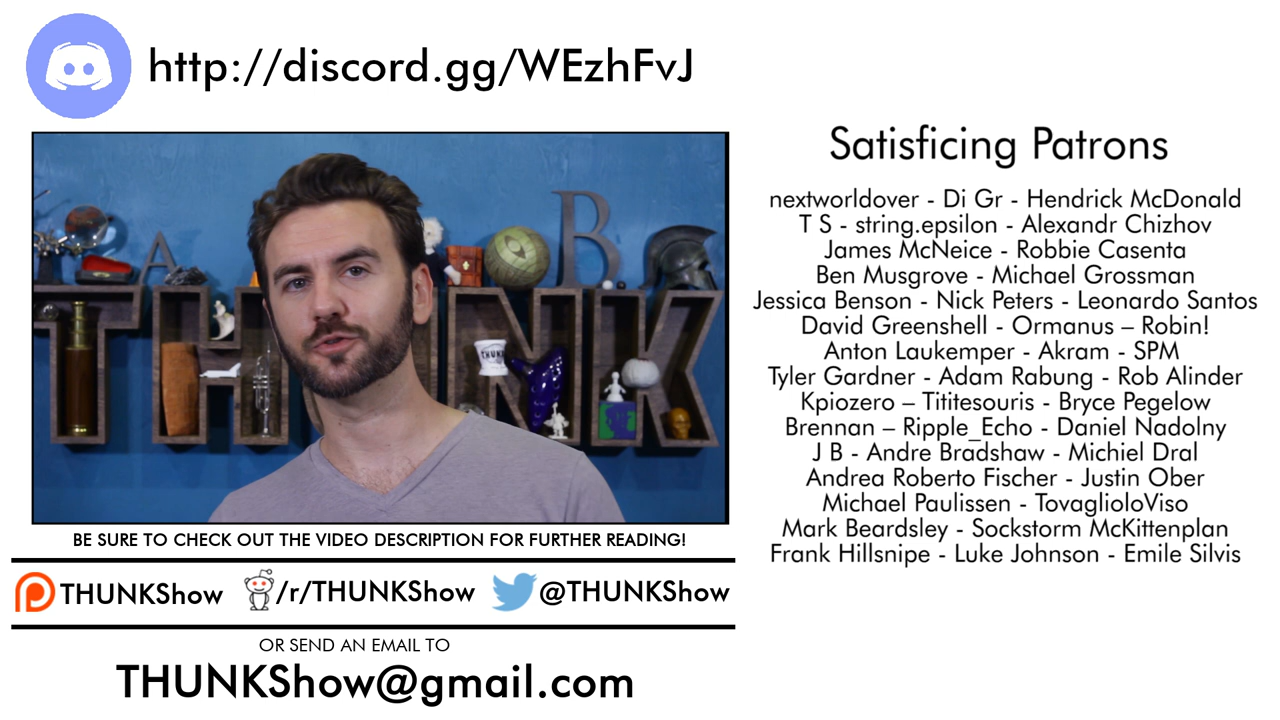 http://discord.gg/WEzhFvJ
A
B
THUNK
THUNK
BE SURE TO CHECK OUT THE VIDEO DESCRIPTION FOR FURTHER READING!
THUNKShow
/r/THUNKShow
@THUNKShow
OR SEND AN EMAIL TO
THUNKShow@gmail.com
Satisficing Patrons
nextworldover - Di Gr - Hendrick McDonald
T S - string.epsilon - Alexandr Chizhov
James McNeice - Robbie Casenta
Ben Musgrove - Michael Grossman
Jessica Benson - Nick Peters - Leonardo Santos
David Greenshell - Ormanus – Robin!
Anton Laukemper - Akram - SPM
Tyler Gardner - Adam Rabung - Rob Alinder
Kpiozero – Tititesouris - Bryce Pegelow
Brennan – Ripple_Echo - Daniel Nadolny
J B - Andre Bradshaw - Michiel Dral
Andrea Roberto Fischer - Justin Ober
Michael Paulissen - TovaglioloViso
Mark Beardsley - Sockstorm McKittenplan
Frank Hillsnipe - Luke Johnson - Emile Silvis